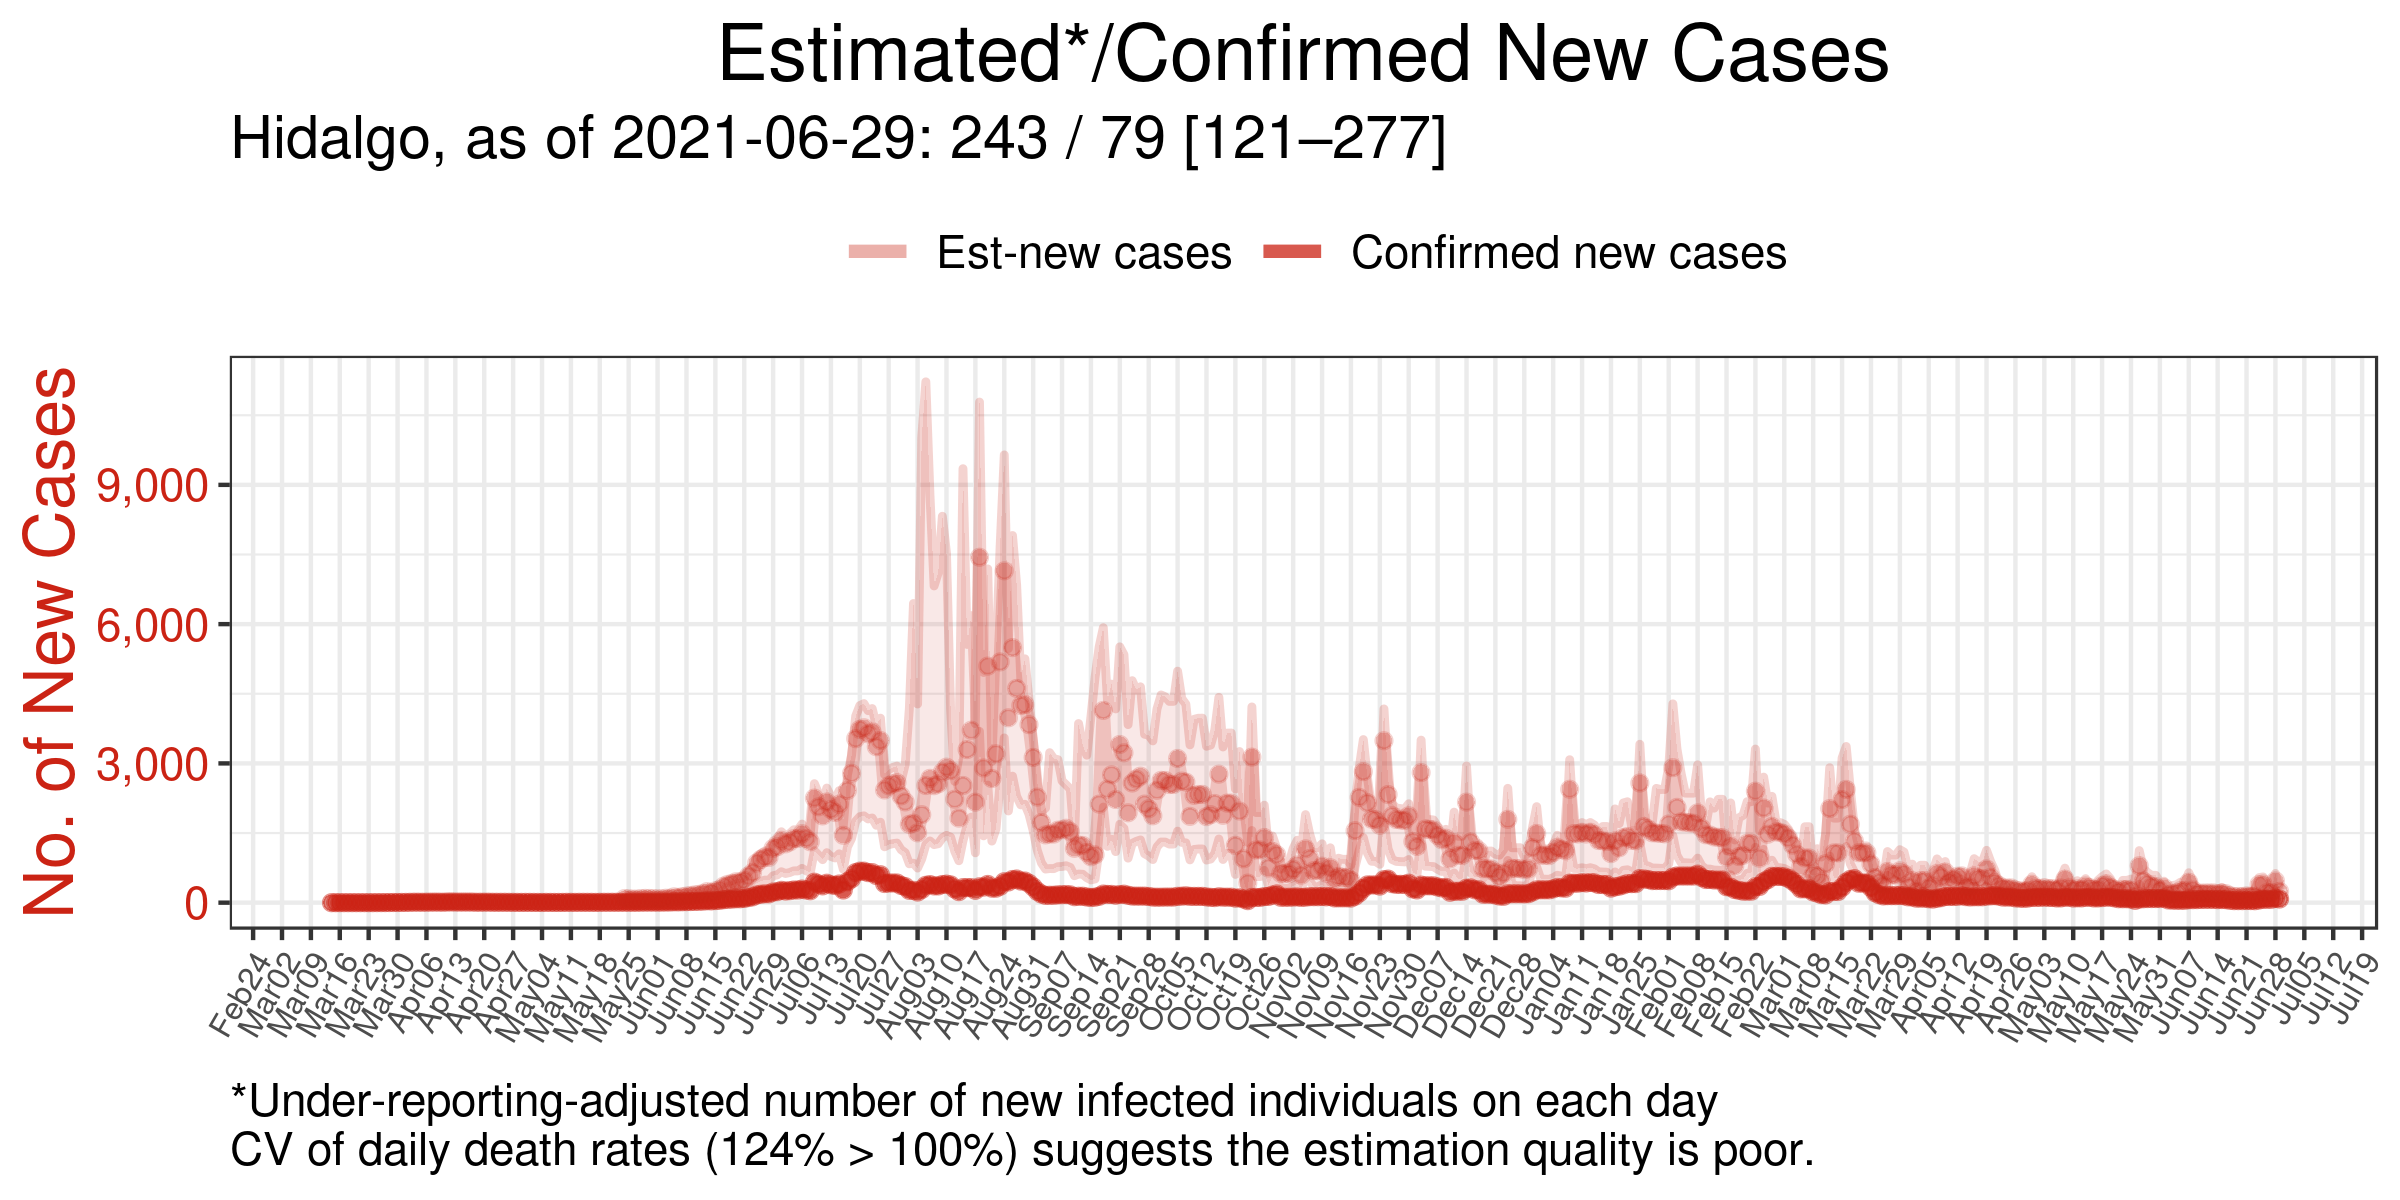 Estimated*/Confirmed New Cases
Hidalgo, as of 2021-06-29: 243 / 79 [121–277]
Est-new cases
Confirmed new cases
No. of New Cases
9,000
6,000
3,000
0
Feb24
Mar02
Mar09
Mar16
Mar23
Mar30
Apr06
Apr13
Apr20
Apr27
May04
May11
May18
May25
Jun01
Jun08
Jun15
Jun22
Jun29
Jul06
Jul13
Jul20
Jul27
Aug03
Aug10
Aug17
Aug24
Aug31
Sep07
Sep14
Sep21
Sep28
Oct05
Oct12
Oct19
Oct26
Nov02
Nov09
Nov16
Nov23
Nov30
Dec07
Dec14
Dec21
Dec28
Jan04
Jan11
Jan18
Jan25
Feb01
Feb08
Feb15
Feb22
Mar01
Mar08
Mar15
Mar22
Mar29
Apr05
Apr12
Apr19
Apr26
May03
May10
May17
May24
May31
Jun07
Jun14
Jun21
Jun28
Jul05
Jul12
Jul19
*Under-reporting-adjusted number of new infected individuals on each day
CV of daily death rates (124% > 100%) suggests the estimation quality is poor.